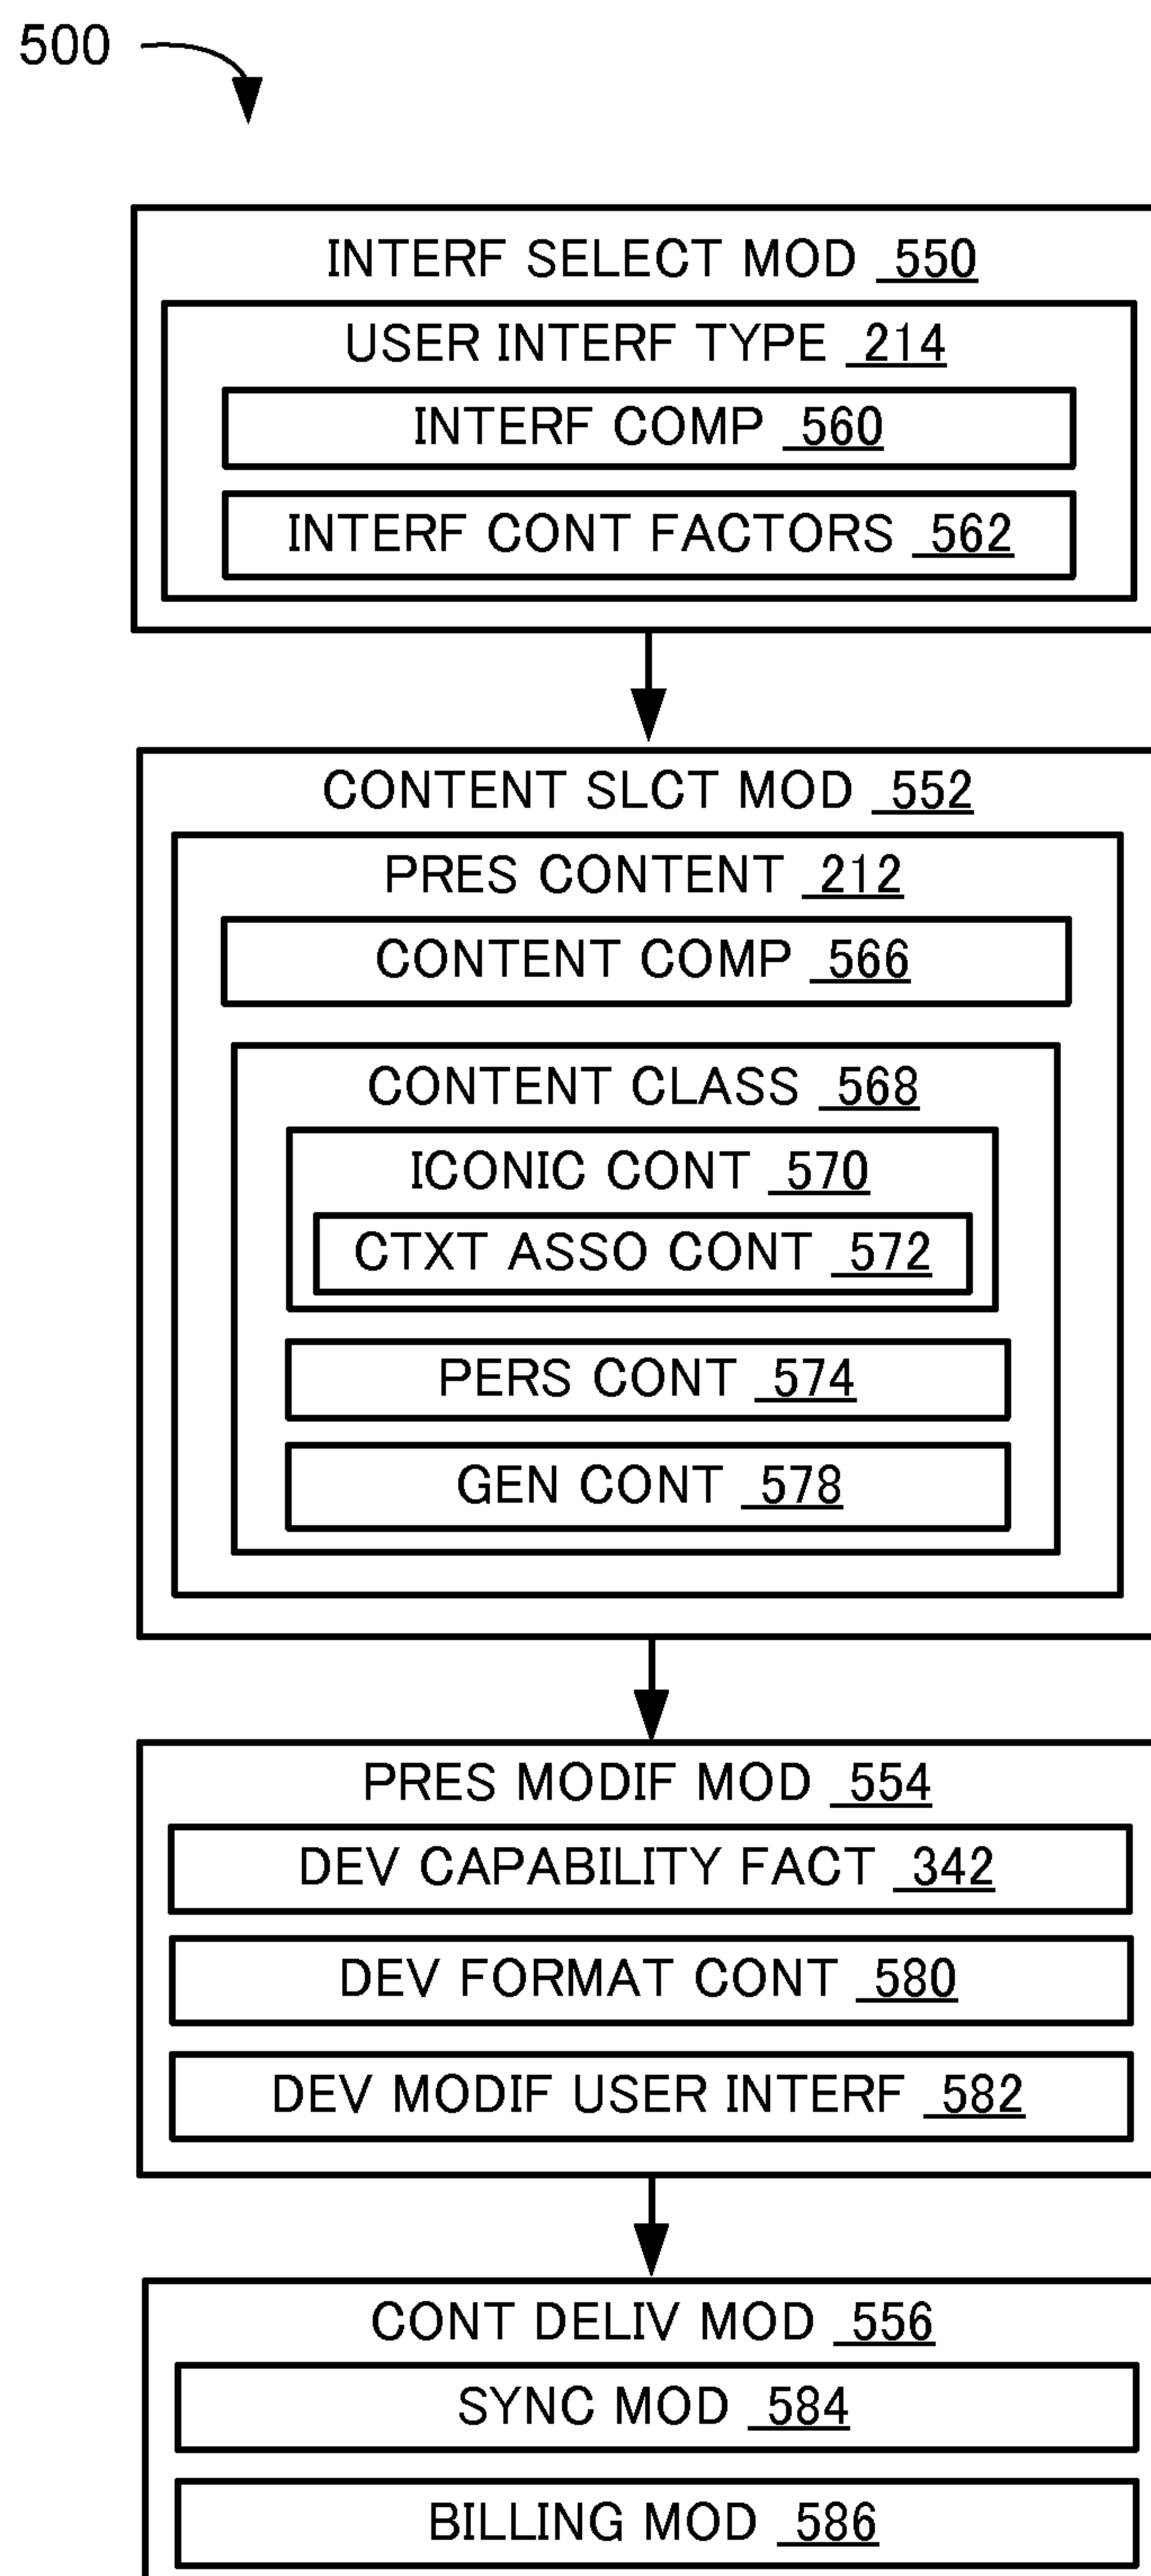 500
INTERF SELECT MOD 550
USER INTERF TYPE 214
INTERF COMP 560
INTERF CONT FACTORS 562
CONTENT SLCT MOD 552
PRES CONTENT 212
CONTENT COMP 566
CONTENT CLASS 568
ICONIC CONT 570
CTXT ASSO CONT 572
PERS CONT 574
GEN CONT 578
PRES MODIF MOD 554
DEV CAPABILITY FACT 342
DEV FORMAT CONT 580
DEV MODIF USER INTERF 582
CONT DELIV MOD 556
SYNC MOD 584
BILLING MOD 586